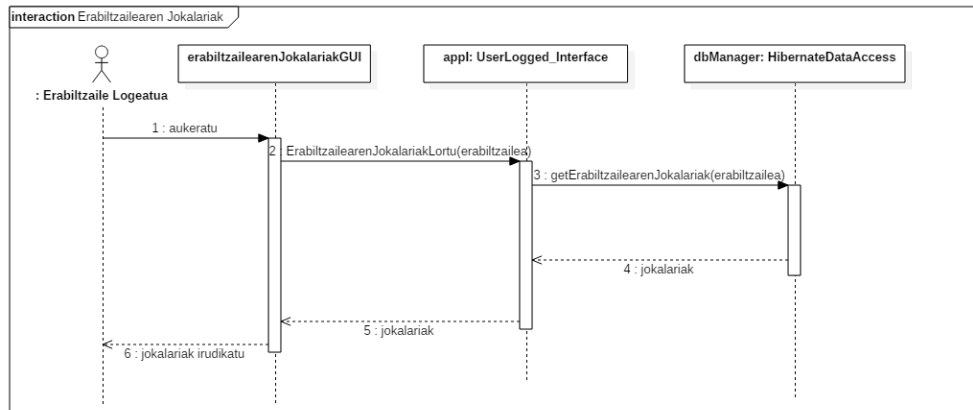 interaction Erabiltzailearen Jokalariak
erabiltzailearenJokalariakGUI
appl: UserLogged_Interface
dbManager: HibernateDataAccess
: Erabiltzaile Logeatua
1 : aukeratu
2 : ErabiltzailearenJokalariakLortu(erabiltzailea)
3 : getErabiltzailearenJokalariak(erabiltzailea)
4 : jokalariak
5 : jokalariak
6 : jokalariak irudikatu